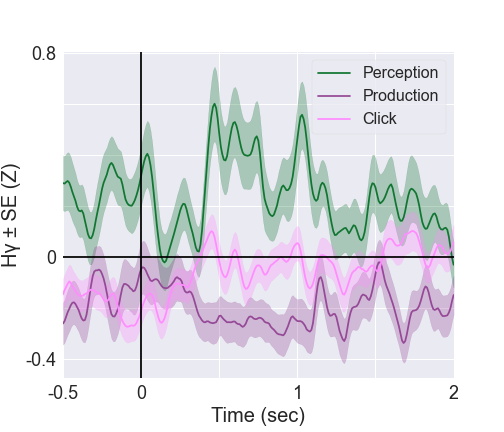 0.8
Perception
Production
Click
Hγ ± SE (Z)
0
-0.4
-0.5
0
1
2
Time (sec)